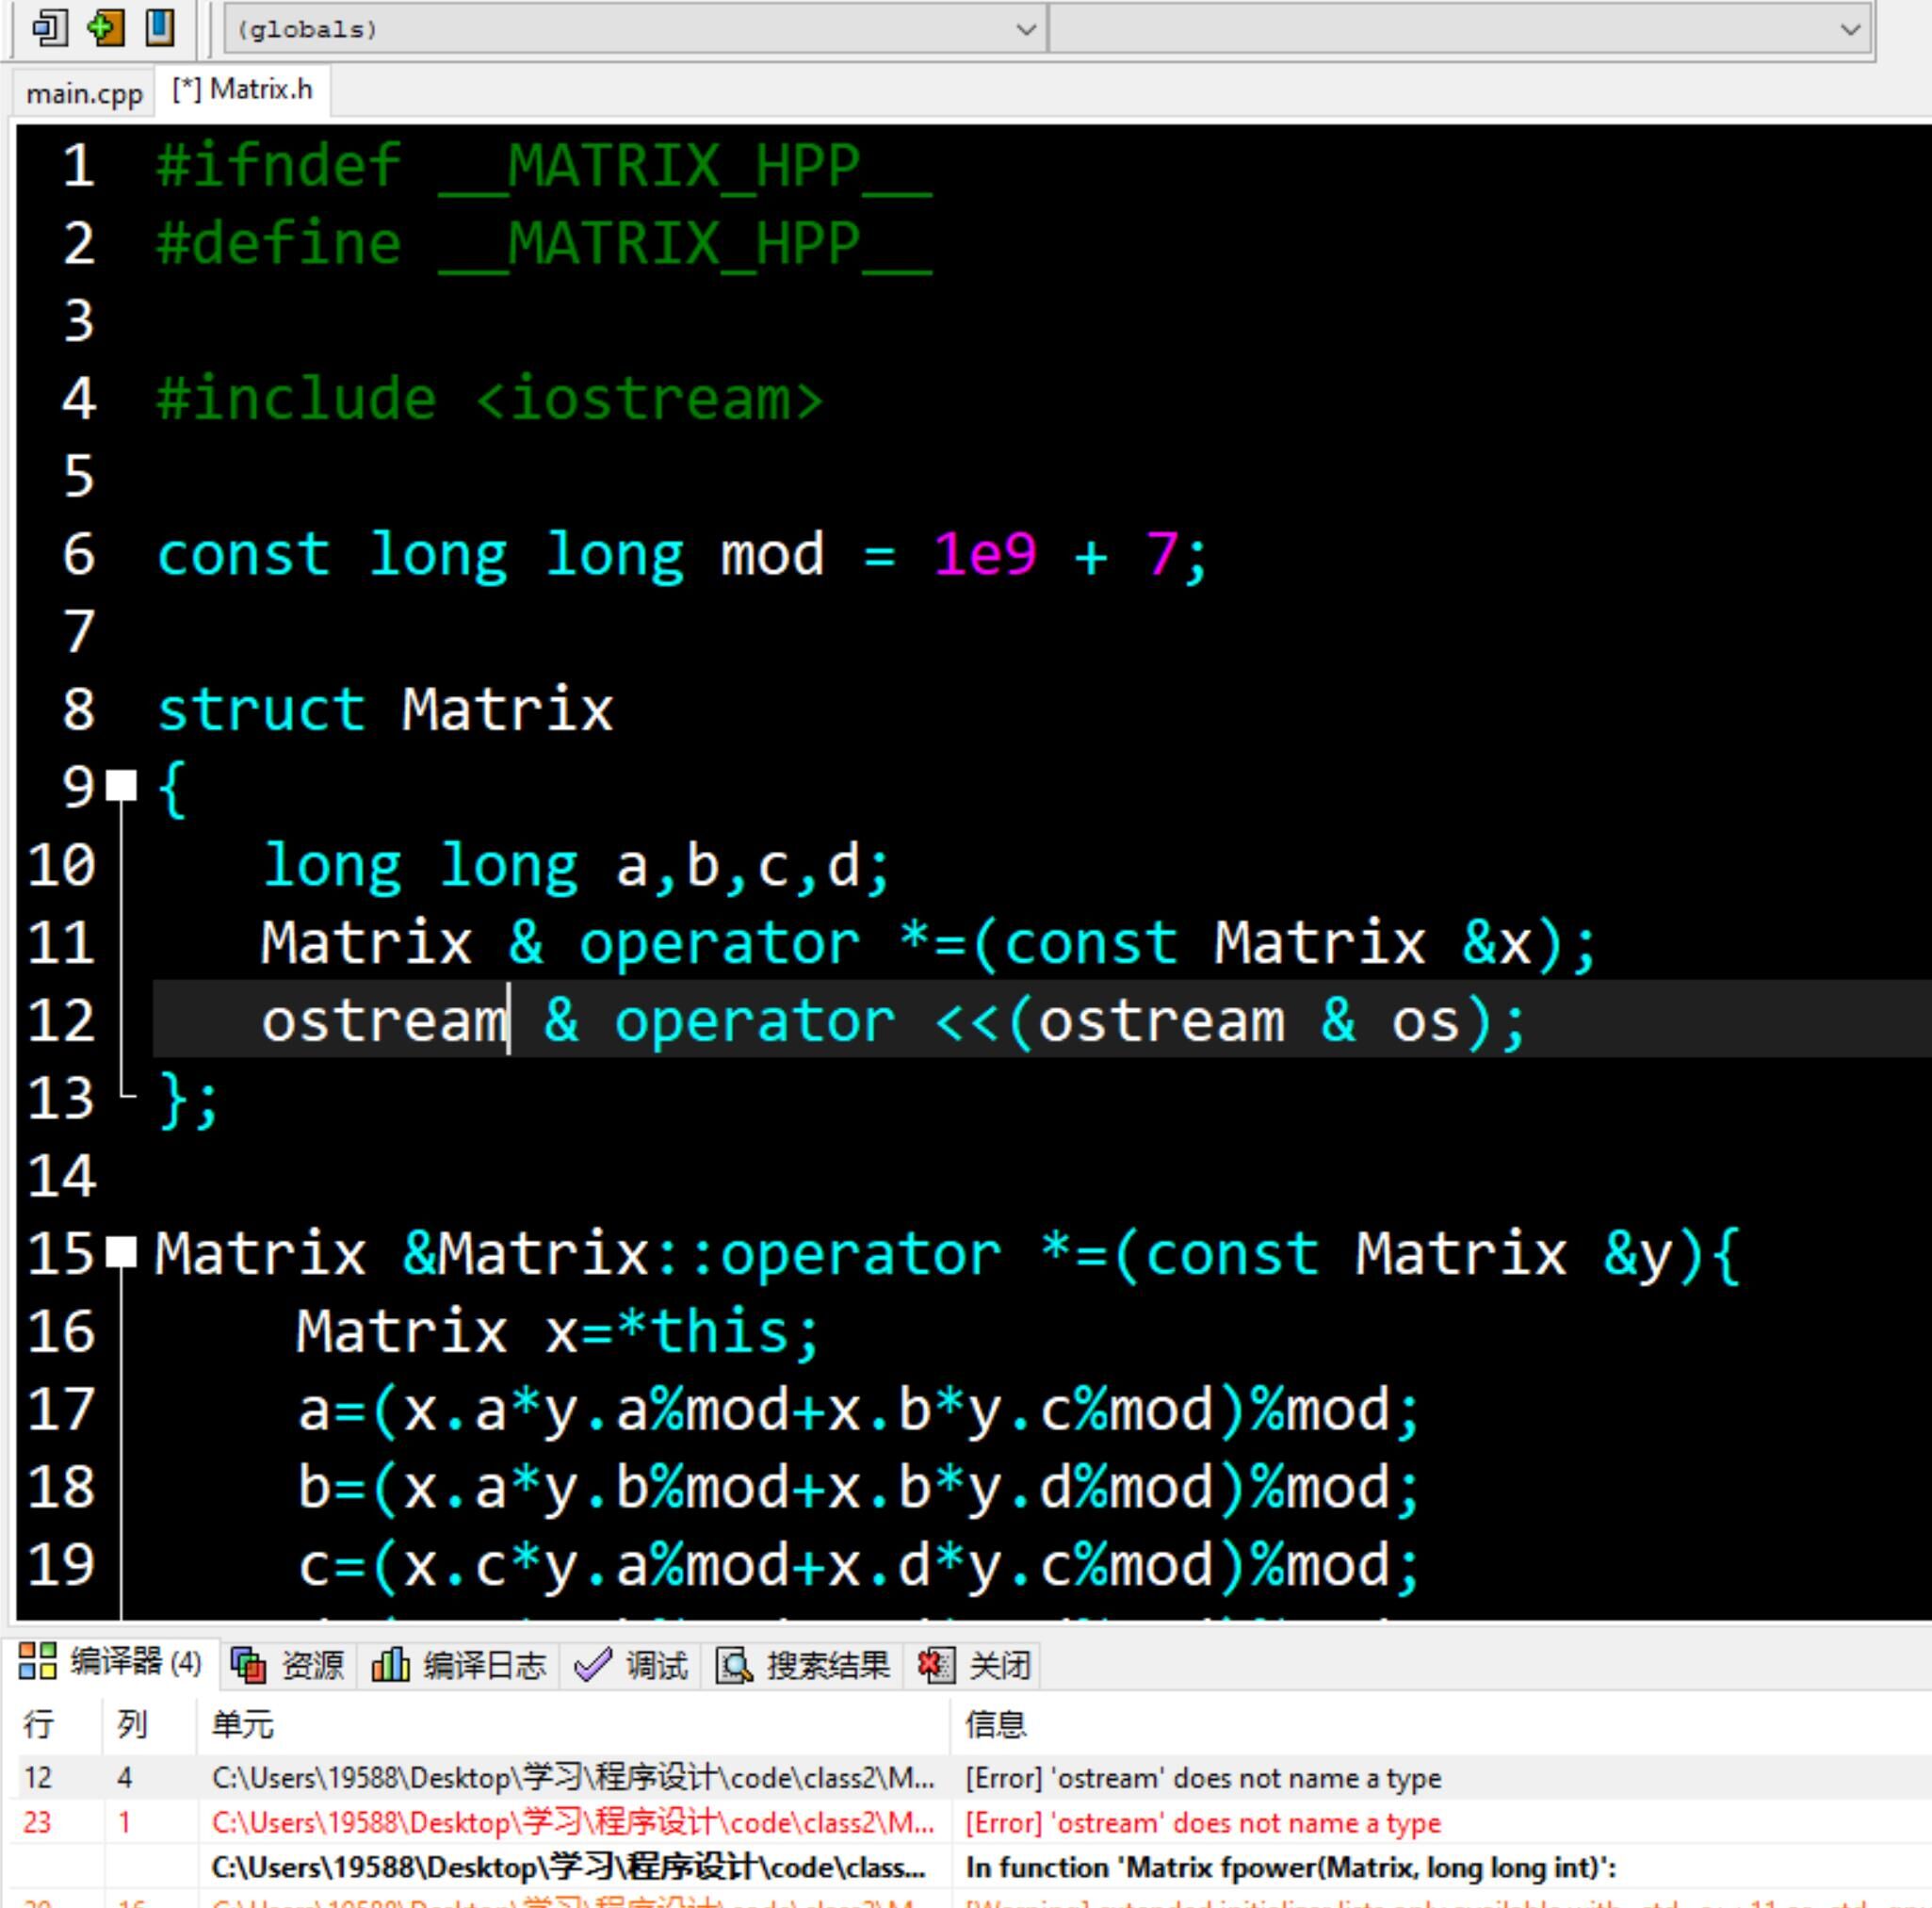 (globals)
main.cpp [*] Matrix.h
1 #ifndef __MATRIX_HPP__
2 #define __MATRIX_HPP__
3
4 #include <iostream>
5
6 const long long mod = 1e9 + 7;
7
8 struct Matrix
9 {
10 long long a,b,c,d;
11 Matrix & operator *=(const Matrix &x);
12 ostream & operator <<(ostream & os);
13 };
14
15 Matrix &Matrix::operator *=(const Matrix &y){
16 Matrix x=*this;
17 a=(x.a*y.a%mod+x.b*y.c%mod)%mod;
18 b=(x.a*y.b%mod+x.b*y.d%mod)%mod;
19 c=(x.c*y.a%mod+x.d*y.c%mod)%mod;
编译器 (4) 资源 编译日志 调试 搜索结果 关闭
行 列 单元 信息
12 4 C:\Users\19588\Desktop\学习\程序设计\code\class2\M... [Error] 'ostream' does not name a type
23 1 C:\Users\19588\Desktop\学习\程序设计\code\class2\M... [Error] 'ostream' does not name a type
C:\Users\19588\Desktop\学习\程序设计\code\class... In function 'Matrix fpower(Matrix, long long int)':